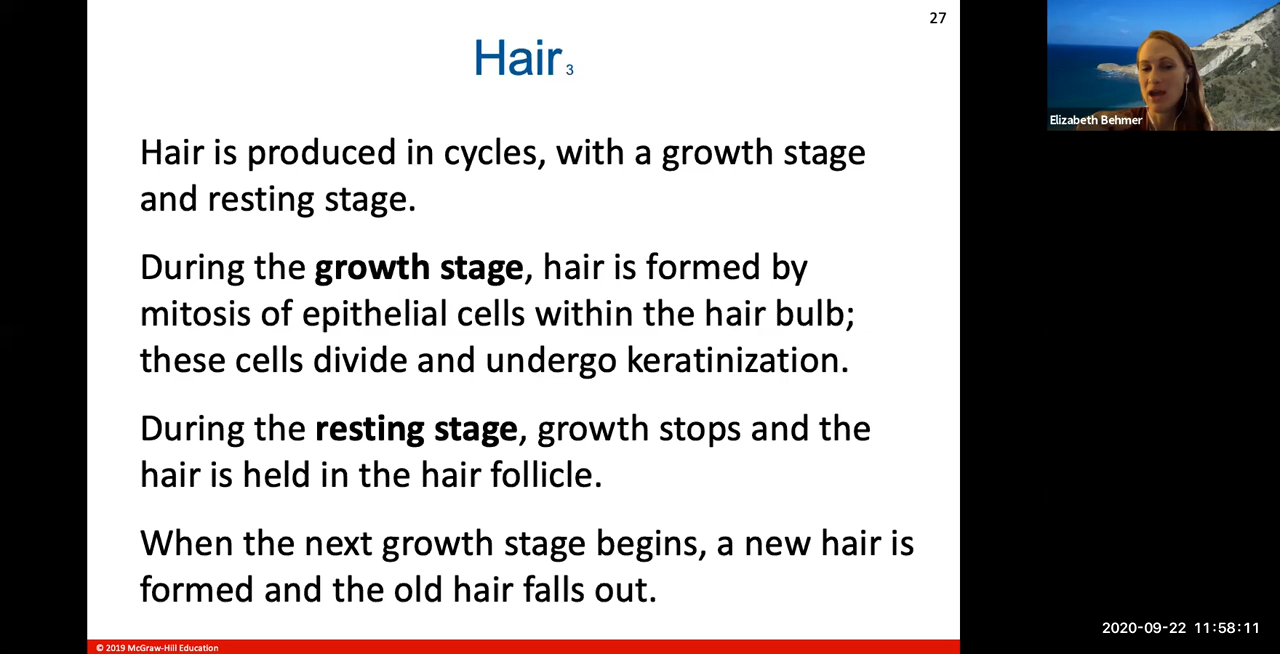 27
Hair 3
Elizabeth Behmer
Hair is produced in cycles, with a growth stage
and resting stage.
During the growth stage, hair is formed by
mitosis of epithelial cells within the hair bulb;
these cells divide and undergo keratinization.
During the resting stage, growth stops and the
hair is held in the hair follicle.
When the next growth stage begins, a new hair is
formed and the old hair falls out.
2020-09-22 11:58:11
© 2019 McGraw-Hill Education